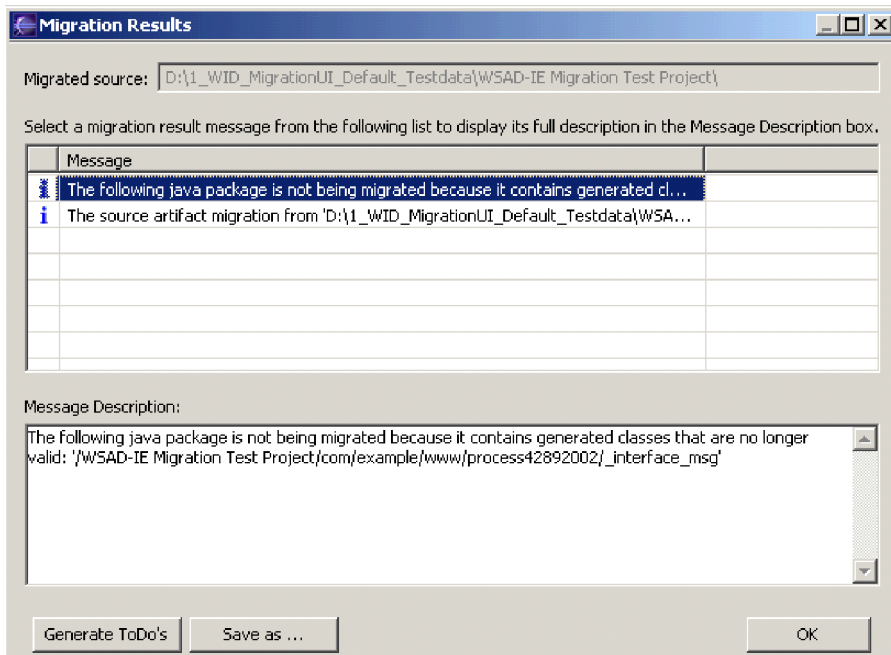 Migration Results
Migrated source: D:\1_WID_MigrationUI_Default_Testdata\WSAD-IE Migration Test Project\
Select a migration result message from the following list to display its full description in the Message Description box.
Message
The following java package is not being migrated because it contains generated cl...
The source artifact migration from 'D:\1_WID_MigrationUI_Default_Testdata\WSA...
Message Description:
The following java package is not being migrated because it contains generated classes that are no longer
valid: '/WSAD-IE Migration Test Project/com/example/www/process42892002/_interface_msg'
Generate ToDo's Save as ... OK